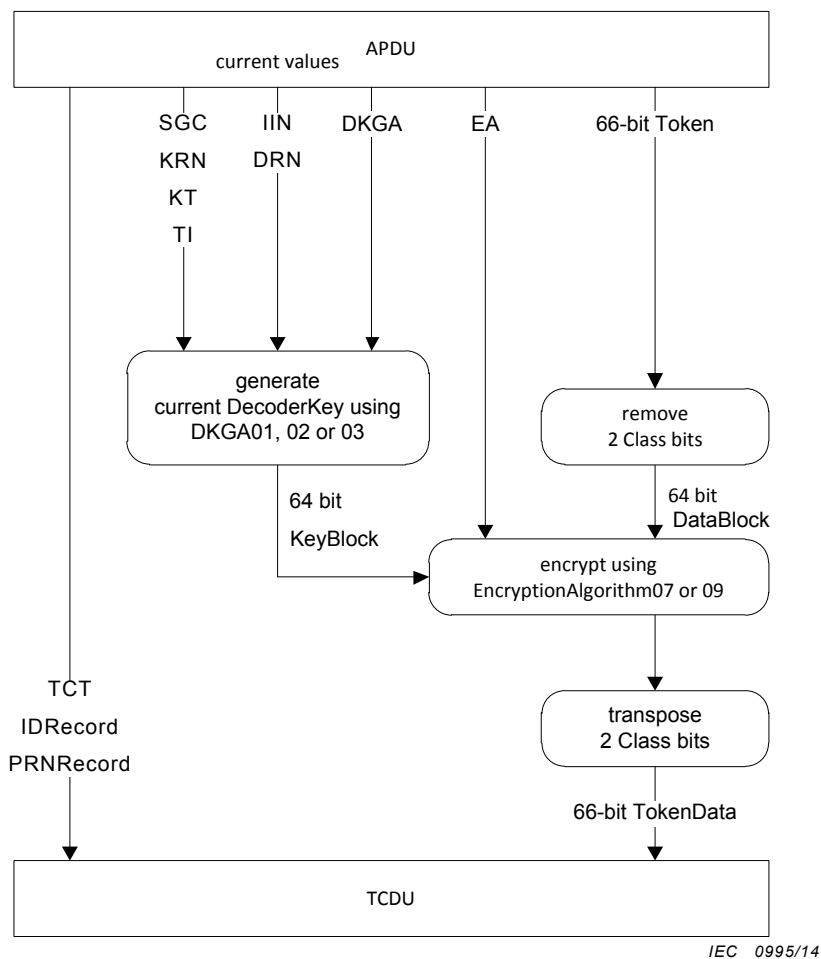 APDU
current values
SGC
KRN
KT
TI
IIN
DRN
DKGA
EA
66-bit Token
generate
current DecoderKey using
DKGA01, 02 or 03
remove
2 Class bits
64 bit
KeyBlock
64 bit
DataBlock
encrypt using
EncryptionAlgorithm07 or 09
TCT
IDRecord
PRNRecord
transpose
2 Class bits
66-bit TokenData
TCDU
IEC 0995/14